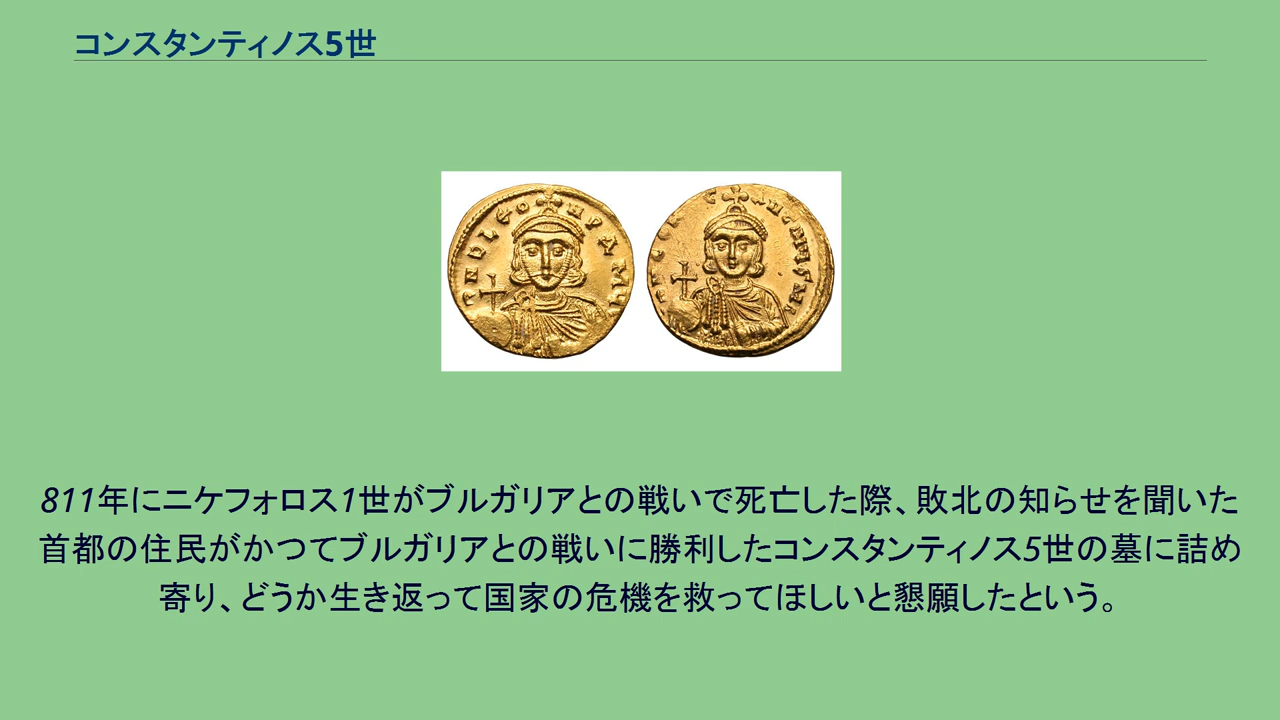 コンスタンティノス5世
811年にニケフォロス1世がブルガリアとの戦いで死亡した際、敗北の知らせを聞いた
首都の住民がかつてブルガリアとの戦いに勝利したコンスタンティノス5世の墓に詰め
寄り、どうか生き返って国家の危機を救ってほしいと懇願したという。